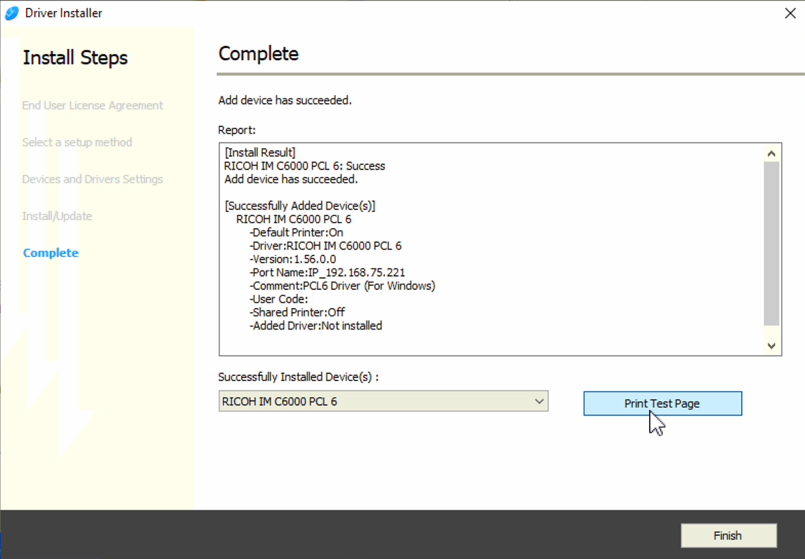 Driver Installer
Install Steps
End User License Agreement
Select a setup method
Devices and Drivers Settings
Install/Update
Complete
Complete
Add device has succeeded.
Report:
[Install Result]
RICOH IM C6000 PCL 6: Success
Add device has succeeded.
[Successfully Added Device(s)]
RICOH IM C6000 PCL 6
-Default Printer:On
-Driver:RICOH IM C6000 PCL 6
-Version:1.56.0.0
-Port Name:IP_192.168.75.221
-Comment:PCL6 Driver (For Windows)
-User Code:
-Shared Printer:Off
-Added Driver:Not installed
Successfully Installed Device(s) :
RICOH IM C6000 PCL 6
Print Test Page
Finish